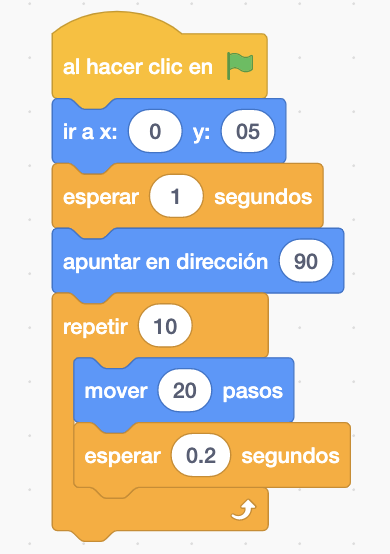 al hacer clic en
ir a x: 0 y: 05
esperar 1 segundos
apuntar en dirección 90
repetir 10
mover 20 pasos
esperar 0.2 segundos